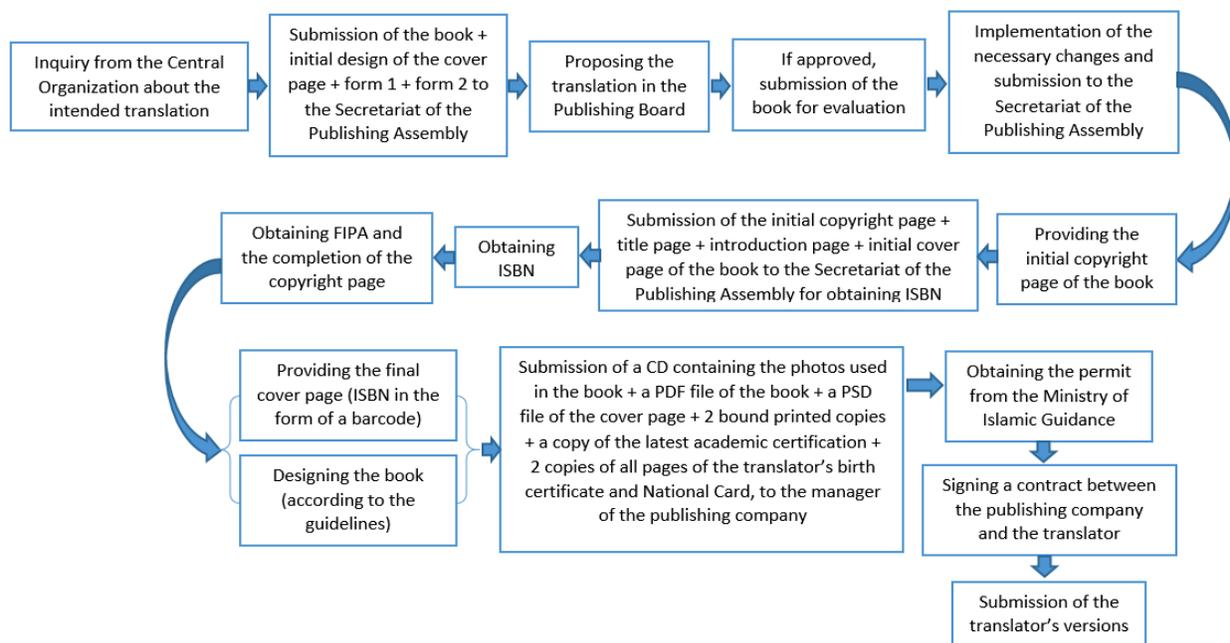 Inquiry from the Central
Organization about the
intended translation
Submission of the book +
initial design of the cover
page + form 1 + form 2 to
the Secretariat of the
Publishing Assembly
Proposing the
translation in the
Publishing Board
If approved,
submission of the
book for evaluation
Implementation of the
necessary changes and
submission to the
Secretariat of the
Publishing Assembly
Providing the
initial copyright
page of the book
Submission of the initial copyright page +
title page + introduction page + initial cover
page of the book to the Secretariat of the
Publishing Assembly for obtaining ISBN
Obtaining
ISBN
Obtaining FIPA and
the completion of the
copyright page
Providing the final
cover page (ISBN in the
form of a barcode)
Designing the book
(according to the
guidelines)
Submission of a CD containing the photos used
in the book + a PDF file of the book + a PSD
file of the cover page + 2 bound printed copies
+ a copy of the latest academic certification +
2 copies of all pages of the translator’s birth
certificate and National Card, to the manager
of the publishing company
Obtaining the permit
from the Ministry of
Islamic Guidance
Signing a contract between
the publishing company
and the translator
Submission of the
translator’s versions